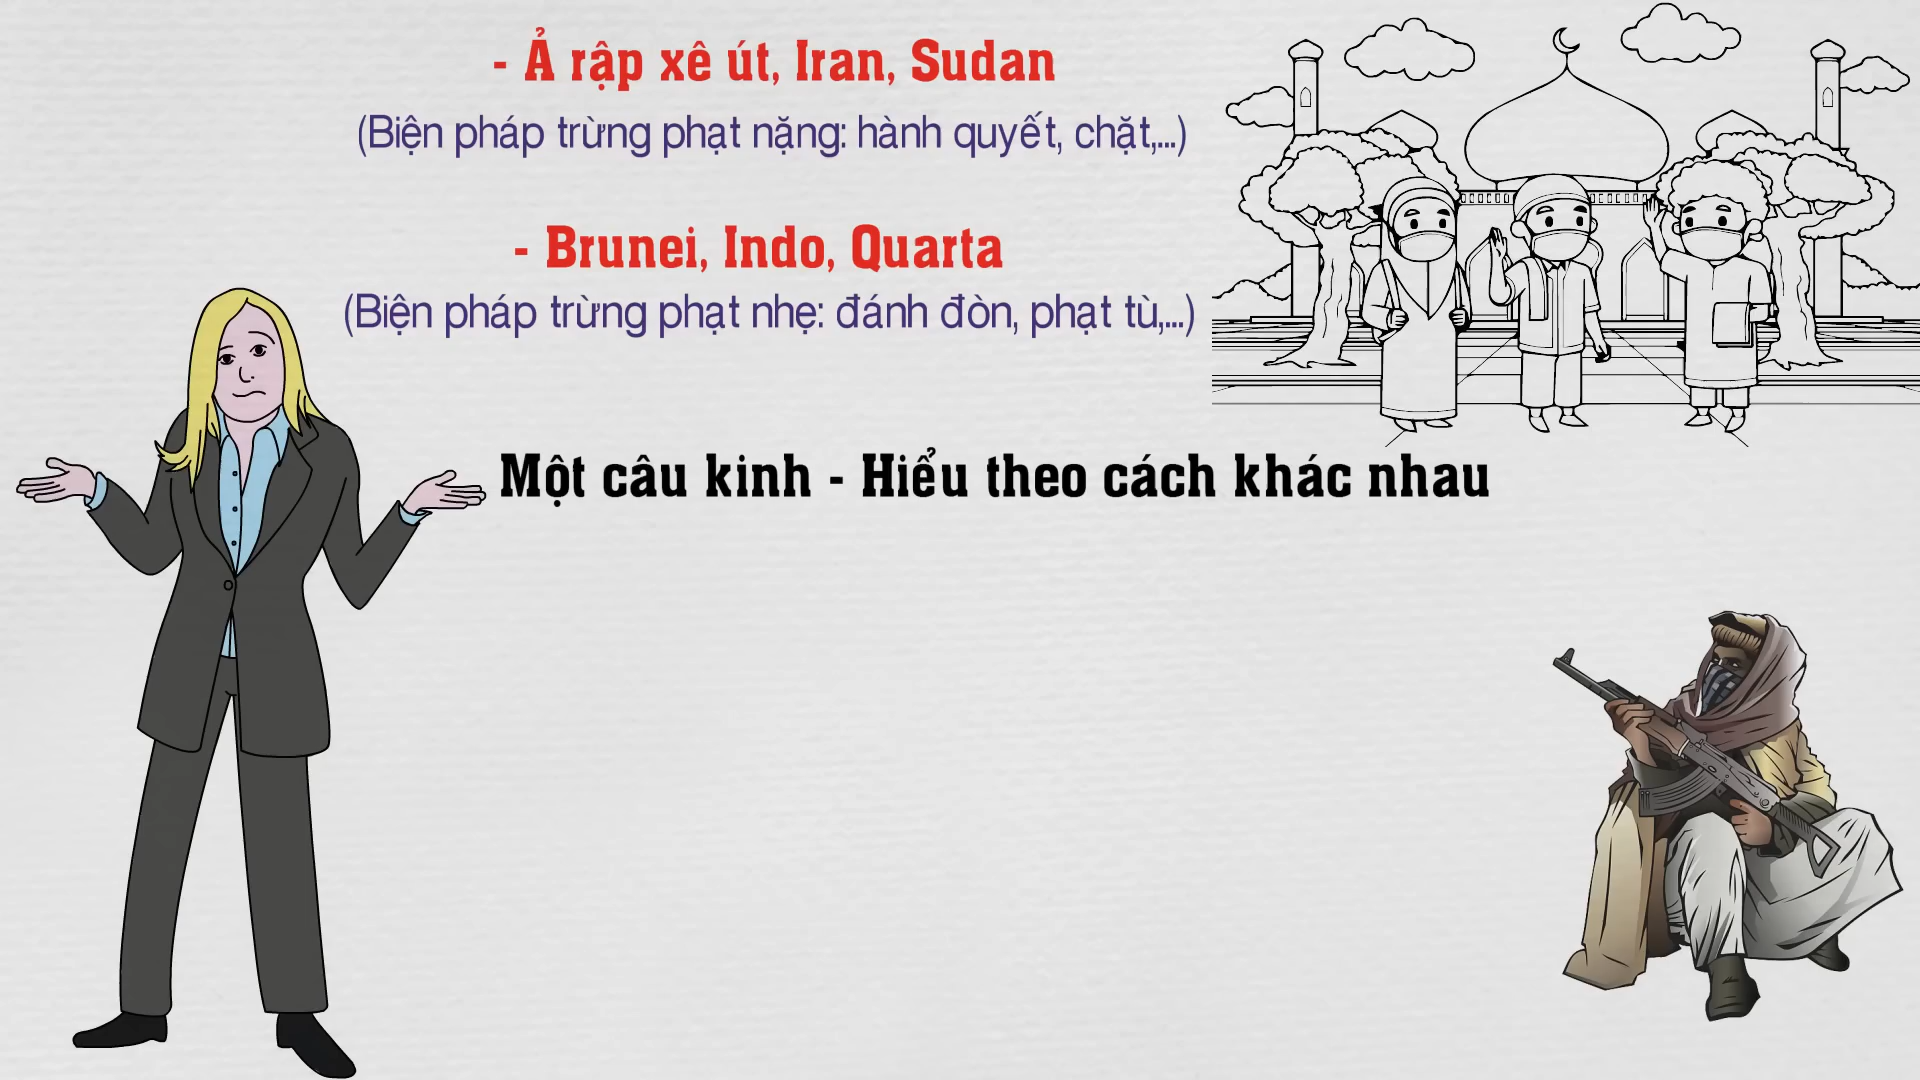 - Ả rập xê út, Iran, Sudan
(Biện pháp trừng phạt nặng: hành quyết, chặt,...)
- Brunei, Indo, Quarta
(Biện pháp trừng phạt nhẹ: đánh đòn, phạt tù,...)
Một câu kinh - Hiểu theo cách khác nhau